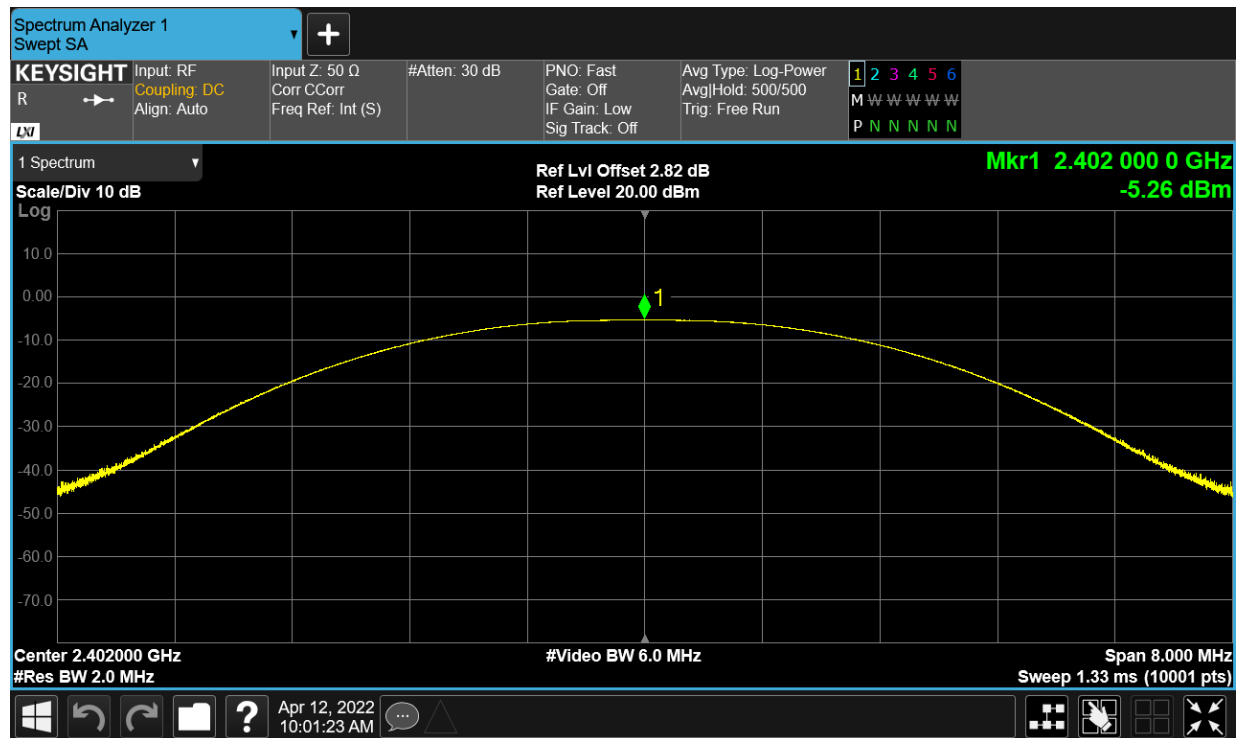 Spectrum Analyzer 1
Swept SA
KEYSIGHT Input: RF Input Z: 50 Ω #Atten: 30 dB PNO: Fast Avg Type: Log-Power 1 2 3 4 5 6
R Coupling: DC Corr CCorr Gate: Off Avg|Hold: 500/500 M W W W W W
Align: Auto Freq Ref: Int (S) IF Gain: Low Trig: Free Run
LXI Sig Track: Off P N N N N N
1 Spectrum Ref Lvl Offset 2.82 dB Mkr1 2.402 000 0 GHz
Scale/Div 10 dB Ref Level 20.00 dBm -5.26 dBm
Log
10.0
0.00
1
-10.0
-20.0
-30.0
-40.0
-50.0
-60.0
-70.0
Center 2.402000 GHz #Video BW 6.0 MHz Span 8.000 MHz
#Res BW 2.0 MHz Sweep 1.33 ms (10001 pts)
? Apr 12, 2022
10:01:23 AM